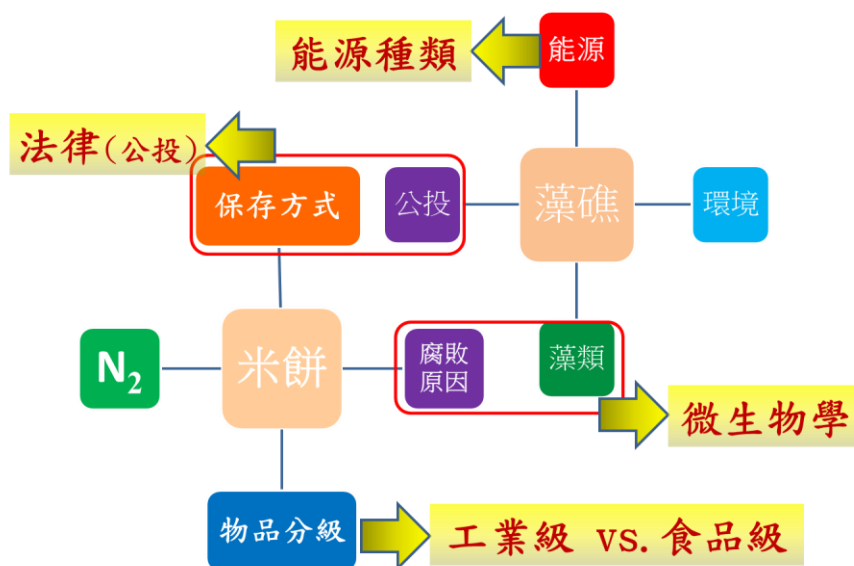 能源種類
能源
法律(公投)
保存方式
公投
藻礁
環境
N₂
米餅
腐敗
原因
藻類
微生物學
物品分級
工業級 vs. 食品級